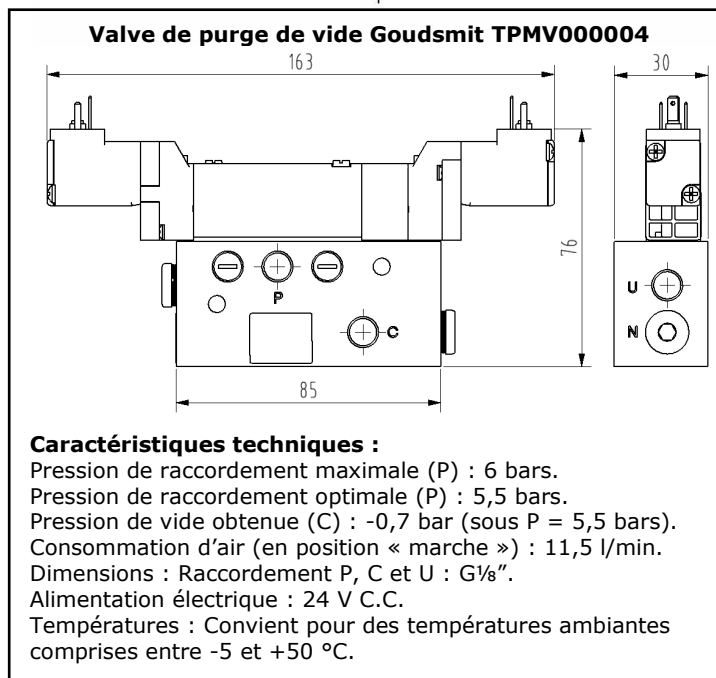 Valve de purge de vide Goudsmit TPMV000004
163
30
76
P
C
U
N
85
Caractéristiques techniques :
Pression de raccordement maximale (P) : 6 bars.
Pression de raccordement optimale (P) : 5,5 bars.
Pression de vide obtenue (C) : -0,7 bar (sous P = 5,5 bars).
Consommation d’air (en position « marche ») : 11,5 l/min.
Dimensions : Raccordement P, C et U : G⅛”.
Alimentation électrique : 24 V C.C.
Températures : Convient pour des températures ambiantes
comprises entre -5 et +50 °C.